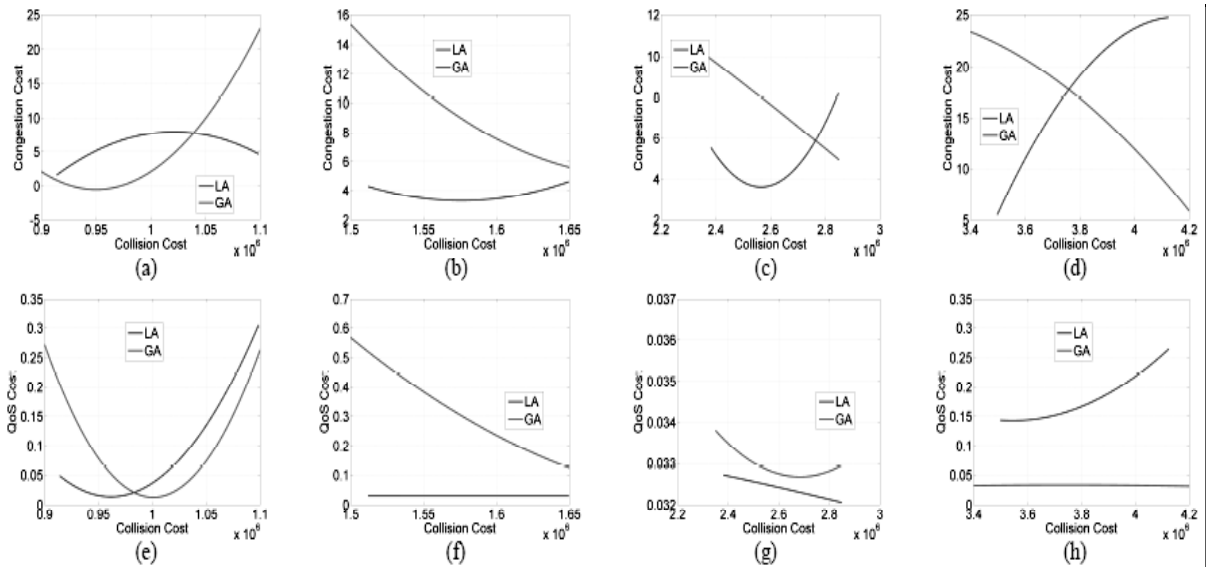 25
20
15
10
5
0
-5
Congestion Cost
LA
GA
0.9
0.95
1
1.05
1.1
Collision Cost
x 10^6
(a)
16
14
12
10
8
6
4
2
Congestion Cost
LA
GA
1.5
1.55
1.6
1.65
Collision Cost
x 10^6
(b)
12
10
8
6
4
2
Congestion Cost
LA
GA
2.2
2.4
2.6
2.8
3
Collision Cost
x 10^6
(c)
25
20
15
10
5
Congestion Cost
LA
GA
3.4
3.6
3.8
4
4.2
Collision Cost
x 10^6
(d)
0.35
0.3
0.25
0.2
0.15
0.1
0.05
0
QoS Cost
LA
GA
0.9
0.95
1
1.05
1.1
Collision Cost
x 10^6
(e)
0.7
0.6
0.5
0.4
0.3
0.2
0.1
0
QoS Cost
LA
GA
1.5
1.55
1.6
1.65
Collision Cost
x 10^6
(f)
0.037
0.036
0.035
0.034
0.033
0.032
QoS Cost
LA
GA
2.2
2.4
2.6
2.8
3
Collision Cost
x 10^6
(g)
0.35
0.3
0.25
0.2
0.15
0.1
0.05
0
QoS Cost
LA
GA
3.4
3.6
3.8
4
4.2
Collision Cost
x 10^6
(h)